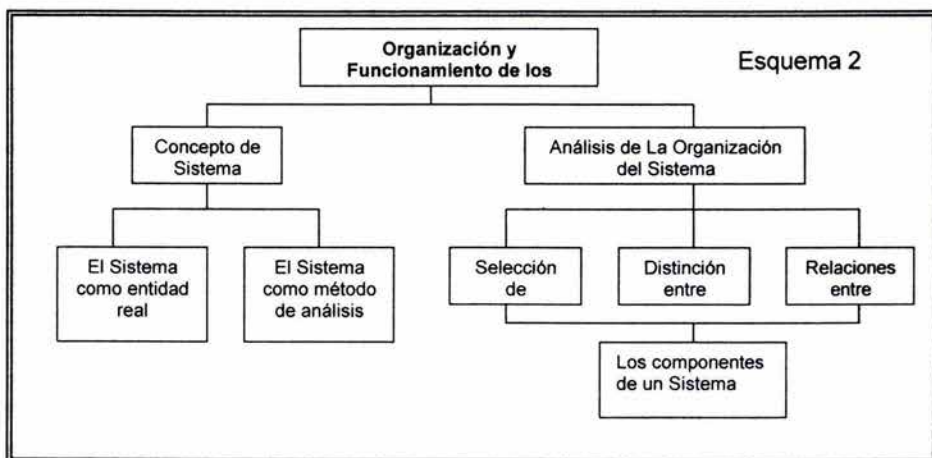 Organización y
Funcionamiento de los
Esquema 2
Concepto de
Sistema
Análisis de La Organización
del Sistema
El Sistema
como entidad
real
El Sistema
como método
de análisis
Selección
de
Distinción
entre
Relaciones
entre
Los componentes
de un Sistema